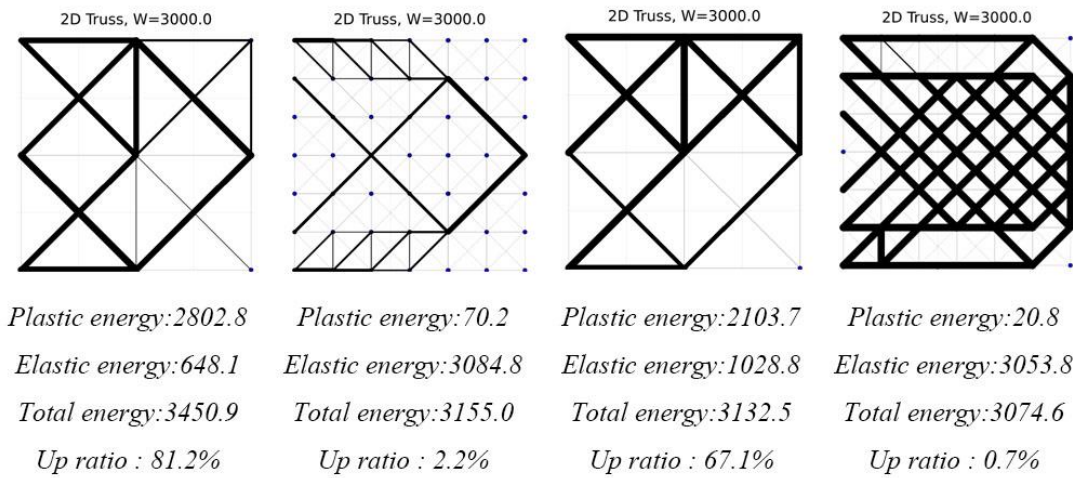 2D Truss, W=3000.0
2D Truss, W=3000.0
2D Truss, W=3000.0
2D Truss, W=3000.0
Plastic energy:2802.8
Plastic energy:70.2
Plastic energy:2103.7
Plastic energy:20.8
Elastic energy:648.1
Elastic energy:3084.8
Elastic energy:1028.8
Elastic energy:3053.8
Total energy:3450.9
Total energy:3155.0
Total energy:3132.5
Total energy:3074.6
Up ratio : 81.2%
Up ratio : 2.2%
Up ratio : 67.1%
Up ratio : 0.7%